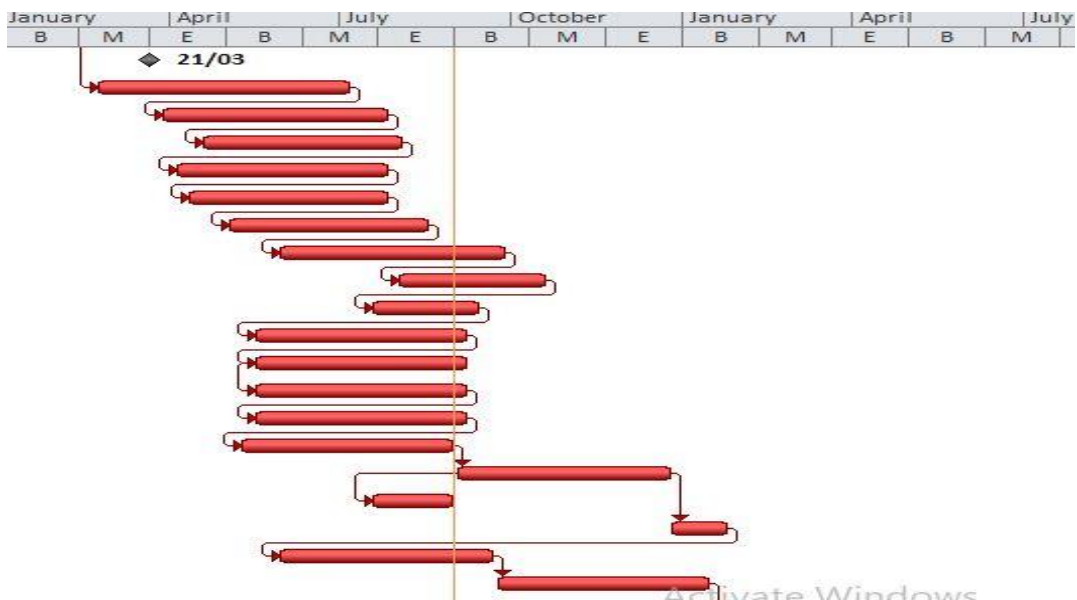 January April July October January April July
B M E B M E B M E B M E B M
21/03
Activate Windows